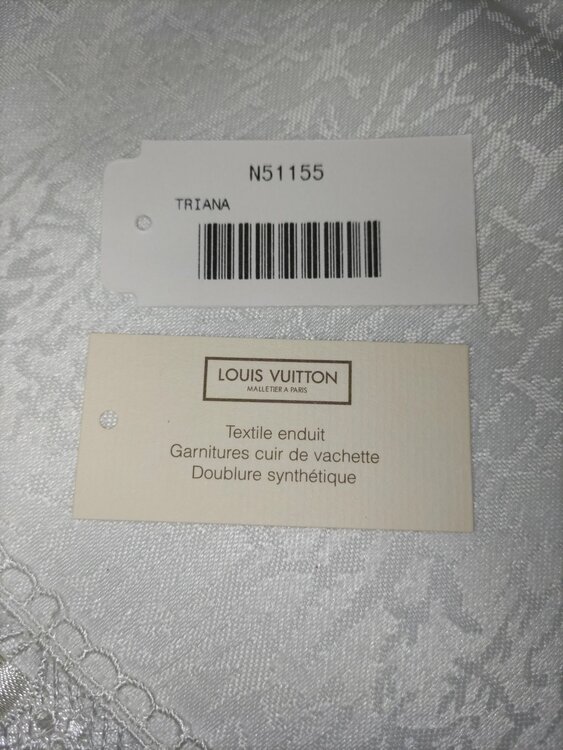 N51155
TRIANA
LOUIS VUITTON
MALLETIER A PARIS
Textile enduit
Garnitures cuir de vachette
Doublure synthétique